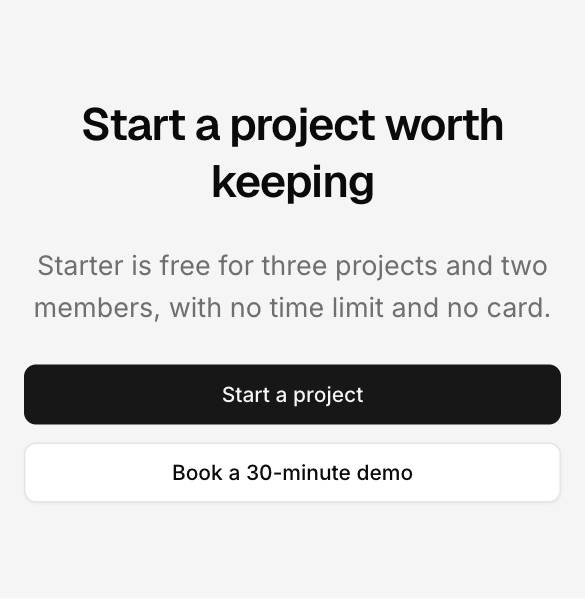 Start a project worth
keeping
Starter is free for three projects and two
members, with no time limit and no card.
Start a project
Book a 30-minute demo